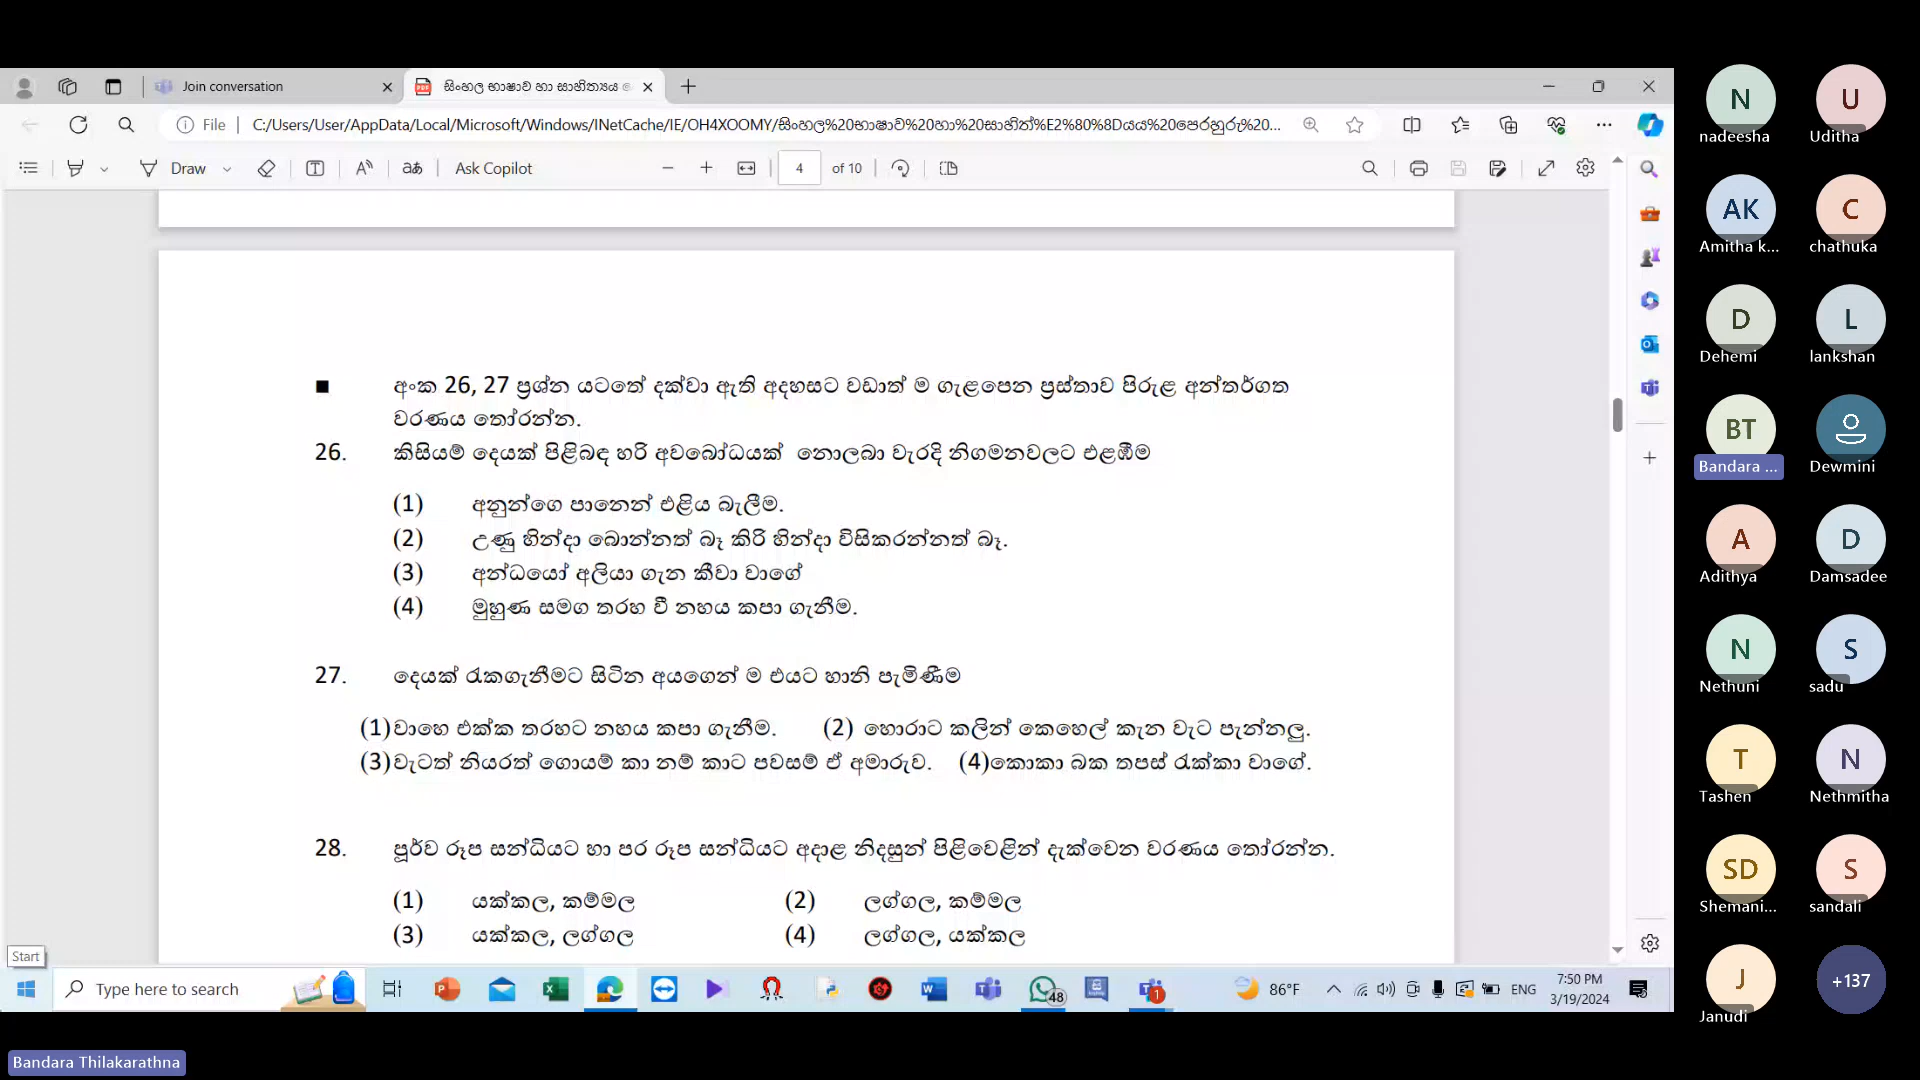 Join conversation
සිංහල භාෂාව හා සාහිත්‍යය
File
C:/Users/User/AppData/Local/Microsoft/Windows/INetCache/IE/OH4XOOMY/සිංහල%20භාෂාව%20හා%20සාහිත්%E2%80%8Dයය%20පෙරහුරු%20...
Draw
Ask Copilot
4 of 10
■ අංක 26, 27 ප්‍රශ්න යටතේ දක්වා ඇති අදහසට වඩාත් ම ගැළපෙන ප්‍රස්තාව පිරුළ අන්තර්ගත
වරණය තෝරන්න.
26. කිසියම් දෙයක් පිළිබඳ හරි අවබෝධයක් නොලබා වැරදි නිගමනවලට එළඹීම
(1) අනුන්ගෙ පානෙන් එළිය බැලීම.
(2) උණු හින්දා බොන්නත් බෑ කිරි හින්දා විසිකරන්නත් බෑ.
(3) අන්ධයෝ අලියා ගැන කීවා වාගේ
(4) මුහුණ සමග තරහ වී නහය කපා ගැනීම.
27. දෙයක් රැකගැනීමට සිටින අයගෙන් ම එයට හානි පැමිණීම
(1)වාහෙ එක්ක තරහට නහය කපා ගැනීම. (2) හොරාට කලින් කෙහෙල් කැන වැට පැන්නලු.
(3)වැටත් නියරත් ගොයම් කා නම් කාට පවසම් ඒ අමාරුව. (4)කොකා බක තපස් රැක්කා වාගේ.
28. පූර්ව රූප සන්ධියට හා පර රූප සන්ධියට අදාළ නිදසුන් පිළිවෙළින් දැක්වෙන වරණය තෝරන්න.
(1) යක්කල, කම්මල (2) ලග්ගල, කම්මල
(3) යක්කල, ලග්ගල (4) ලග්ගල, යක්කල
Start
Type here to search
48
1
86°F
ENG
7:50 PM
3/19/2024
Bandara Thilakarathna
N U
nadeesha Uditha
AK C
Amitha k... chathuka
D L
Dehemi lankshan
BT
Bandara ... Dewmini
A D
Adithya Damsadee
N S
Nethuni sadu
T N
Tashen Nethmitha
SD S
Shemani... sandali
J +137
Janudi